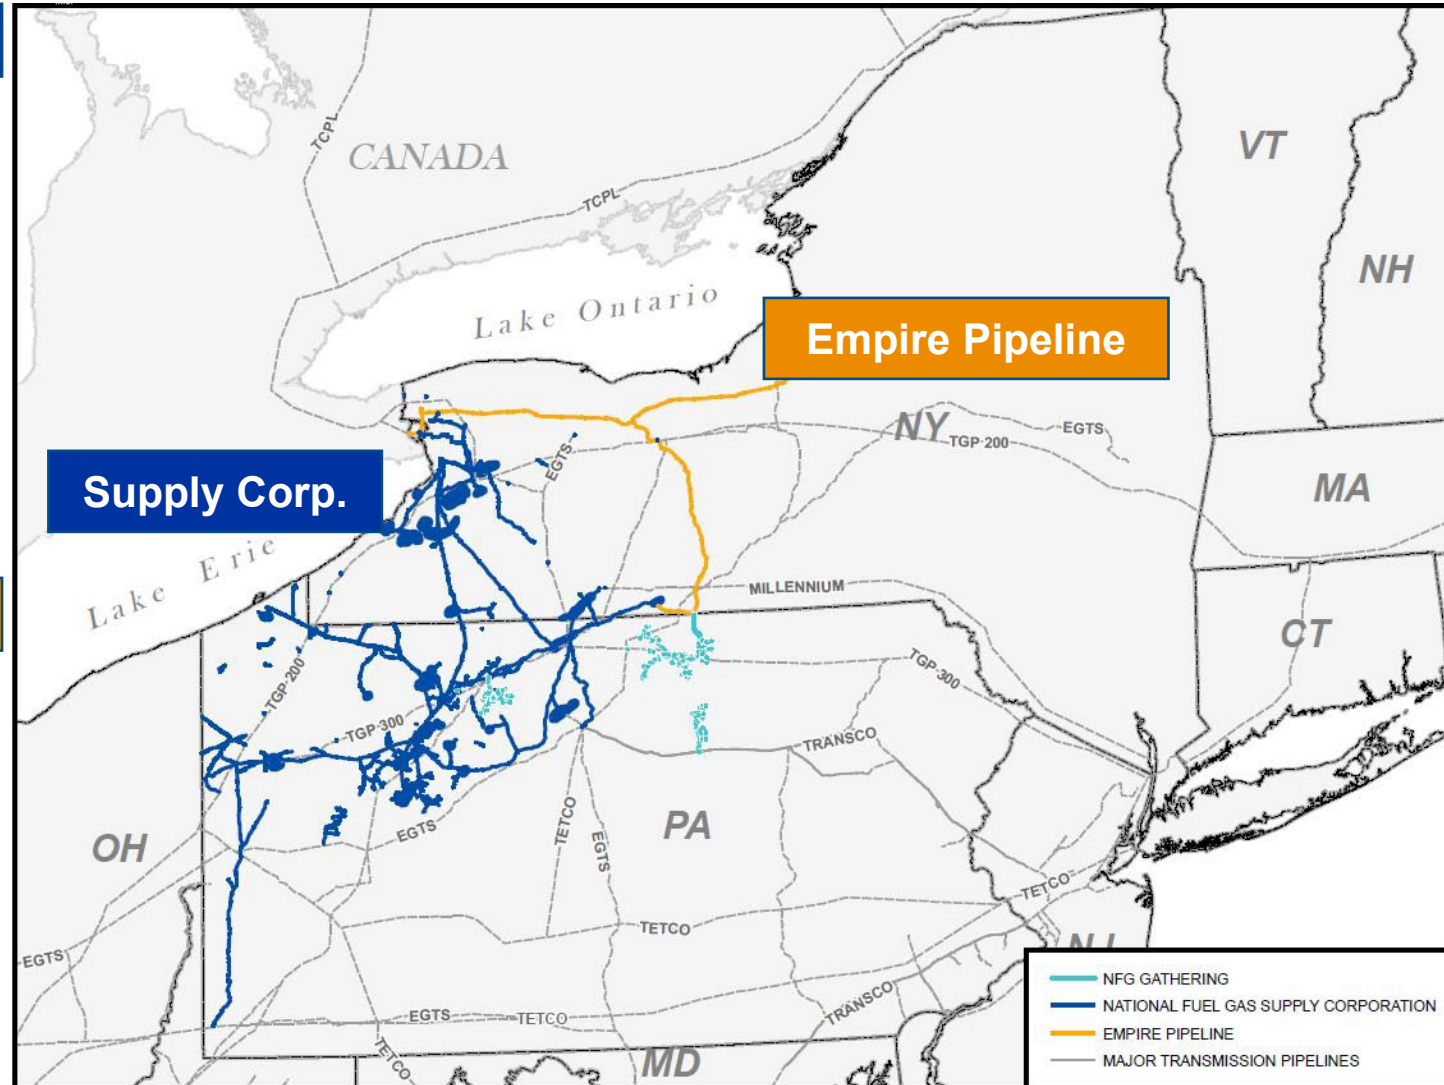 TCPL
CANADA
VT
TCPL
NH
Lake Ontario
Empire Pipeline
NY
EGTS
TGP 200
EGTS
Supply Corp.
MA
Lake Erie
MILLENNIUM
CT
TGP 200
TGP 300
TGP 300
TRANSCO
OH
EGTS
TETCO
EGTS
PA
TETCO
TETCO
NJ
EGTS
EGTS
TETCO
TRANSCO
TETCO
MD
NFG GATHERING
NATIONAL FUEL GAS SUPPLY CORPORATION
EMPIRE PIPELINE
MAJOR TRANSMISSION PIPELINES